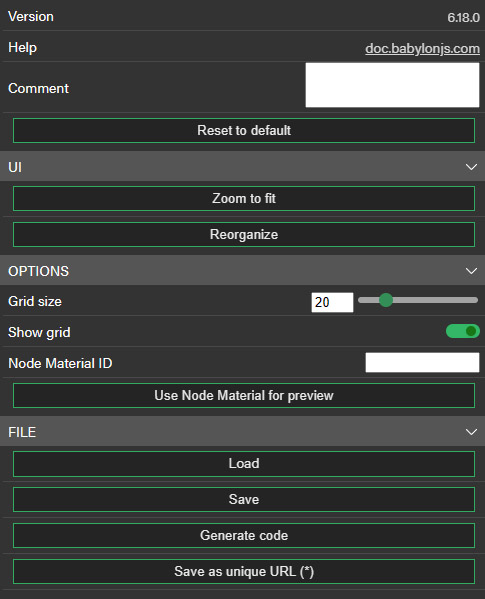 Version 6.18.0
Help doc.babylonjs.com
Comment
Reset to default
UI
Zoom to fit
Reorganize
OPTIONS
Grid size 20
Show grid
Node Material ID
Use Node Material for preview
FILE
Load
Save
Generate code
Save as unique URL (*)